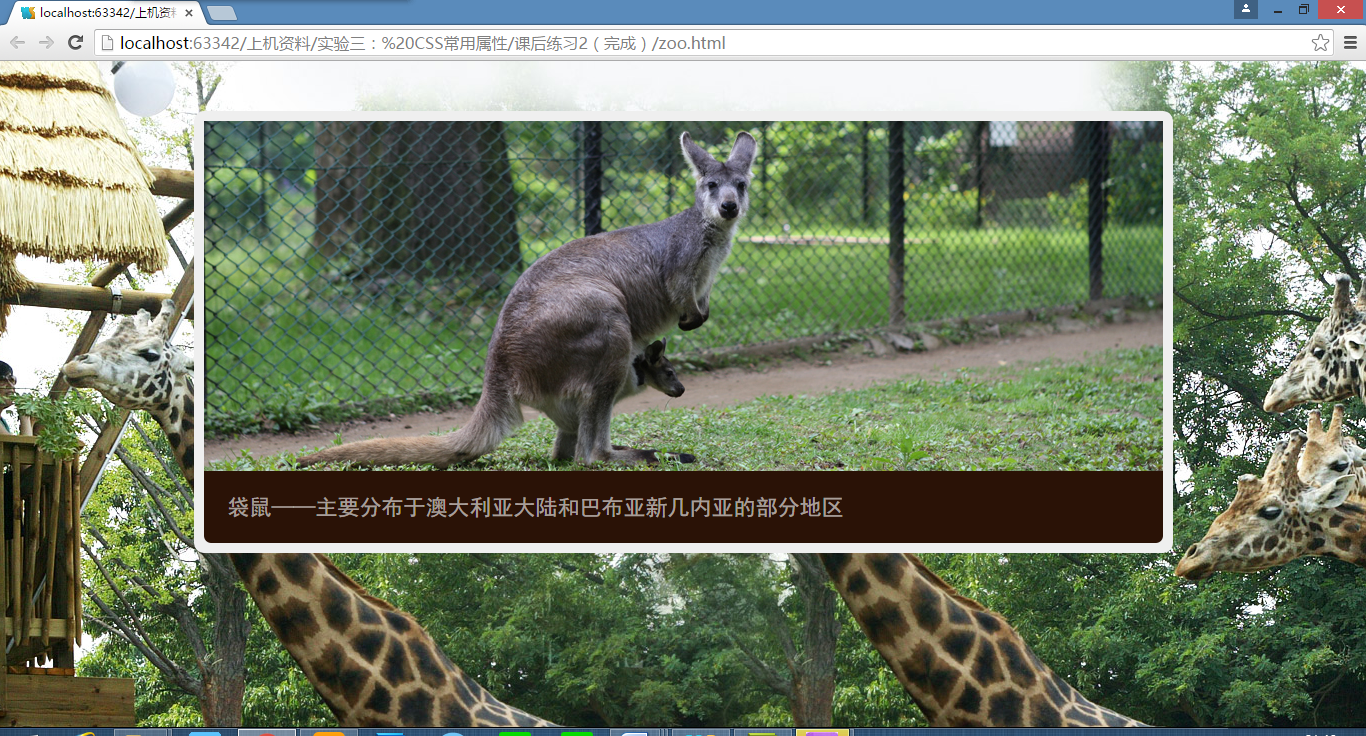 localhost:63342/上机资料
localhost:63342/上机资料/实验三：%20CSS常用属性/课后练习2（完成）/zoo.html
袋鼠——主要分布于澳大利亚大陆和巴布亚新几内亚的部分地区